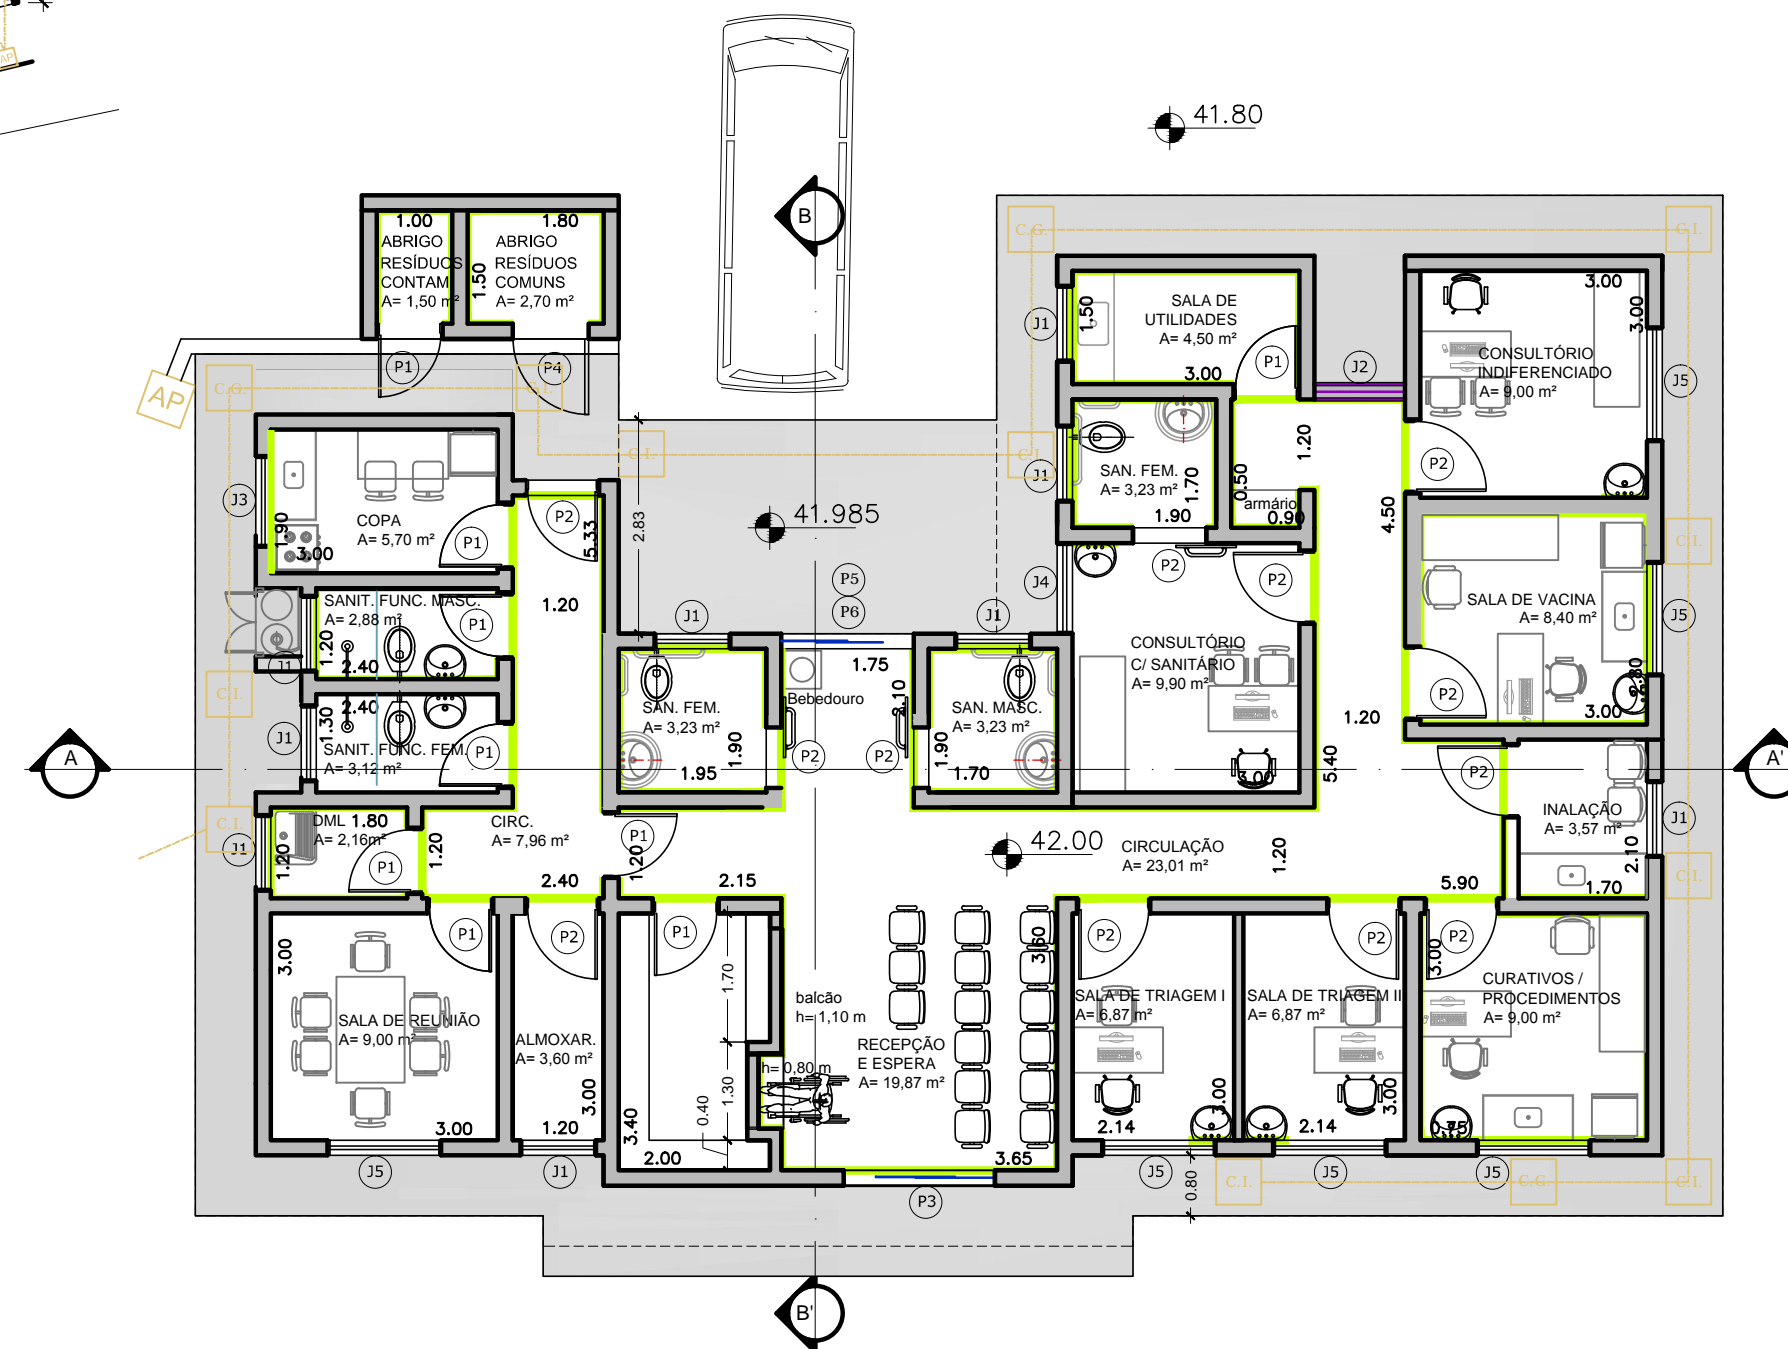 AP
41.80
B
1.00
1.80
ABRIGO
RESÍDUOS
CONTAM.
A= 1,50 m²
1.50
ABRIGO
RESÍDUOS
COMUNS
A= 2,70 m²
P1
P4
AP
C.G.
C.I.
C.I.
C.G.
C.I.
C.I.
J1
1.50
SALA DE
UTILIDADES
A= 4,50 m²
3.00
P1
J2
3.00
3.00
CONSULTÓRIO
INDIFERENCIADO
A= 9,00 m²
J5
P2
J3
1.90
3.00
COPA
A= 5,70 m²
P1
P2
5.33
2.83
41.985
J1
SAN. FEM.
A= 3,23 m²
1.70
1.90
0.50
armário
0.90
1.20
4.50
C.I.
SANIT. FUNC. MASC.
A= 2,88 m²
1.20
2.40
P1
J1
1.20
P5
P6
J1
J1
J4
P2
P2
CONSULTÓRIO
C/ SANITÁRIO
A= 9,90 m²
3.00
SALA DE VACINA
A= 8,40 m²
J5
2.80
3.00
P2
C.I.
2.40
1.30
SANIT. FUNC. FEM.
A= 3,12 m²
P1
J1
SAN. FEM.
A= 3,23 m²
1.90
1.95
1.75
Bebedouro
2.10
P2
P2
SAN. MASC.
A= 3,23 m²
1.90
1.70
1.20
5.40
A
A'
P2
INALAÇÃO
A= 3,57 m²
2.10
1.70
J1
C.I.
J1
DML
1.80
A= 2,16m²
1.20
P1
CIRC.
A= 7,96 m²
1.20
2.40
P1
1.20
2.15
42.00
CIRCULAÇÃO
A= 23,01 m²
1.20
5.90
C.I.
3.00
P1
SALA DE REUNIÃO
A= 9,00 m²
3.00
J5
P2
ALMOXAR.
A= 3,60 m²
3.00
1.20
J1
P1
1.70
1.30
0.40
3.40
2.00
balcão
h= 1,10 m
h= 0,80 m
RECEPÇÃO
E ESPERA
A= 19,87 m²
3.60
3.65
P3
P2
SALA DE TRIAGEM I
A= 6,87 m²
3.00
2.14
J5
P2
SALA DE TRIAGEM II
A= 6,87 m²
3.00
2.14
J5
P2
3.00
CURATIVOS /
PROCEDIMENTOS
A= 9,00 m²
J5
0.80
C.I.
C.G.
C.I.
B'